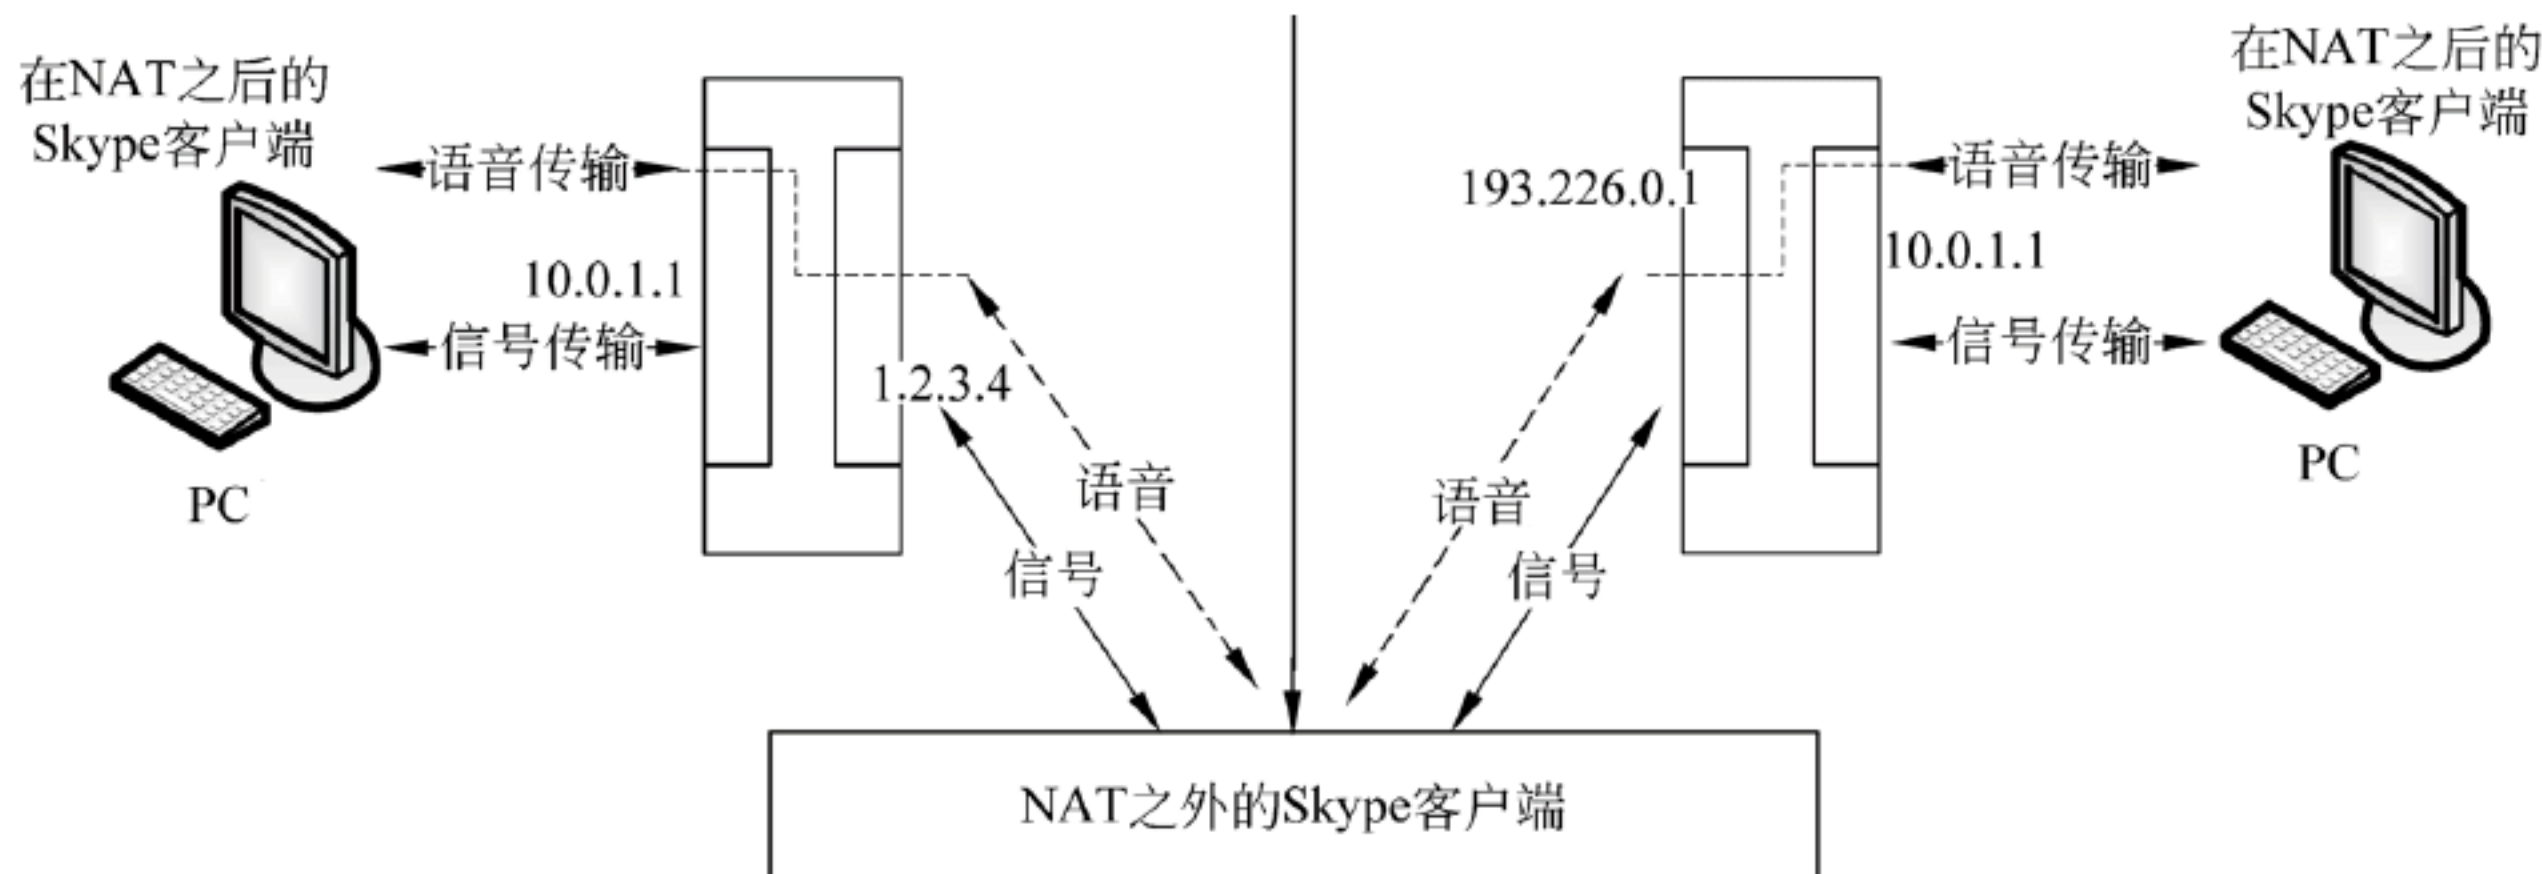 在NAT之后的
Skype客户端
语音传输
10.0.1.1
信号传输
PC
1.2.3.4
语音
信号
193.226.0.1
语音
信号
在NAT之后的
Skype客户端
语音传输
10.0.1.1
信号传输
PC
NAT之外的Skype客户端